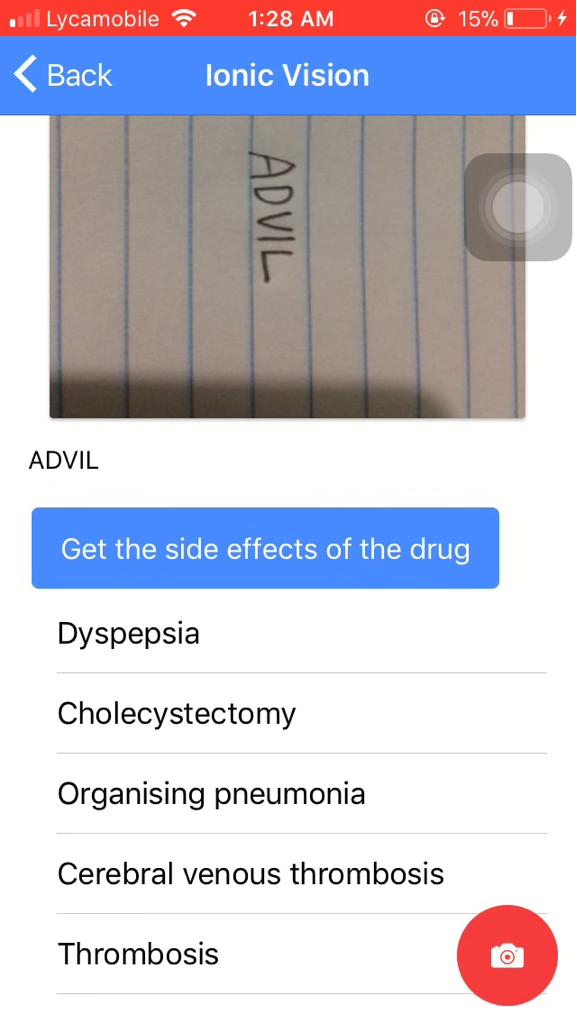 Lycamobile 1:28 AM 15%
Back Ionic Vision
ADVIL
ADVIL
Get the side effects of the drug
Dyspepsia
Cholecystectomy
Organising pneumonia
Cerebral venous thrombosis
Thrombosis